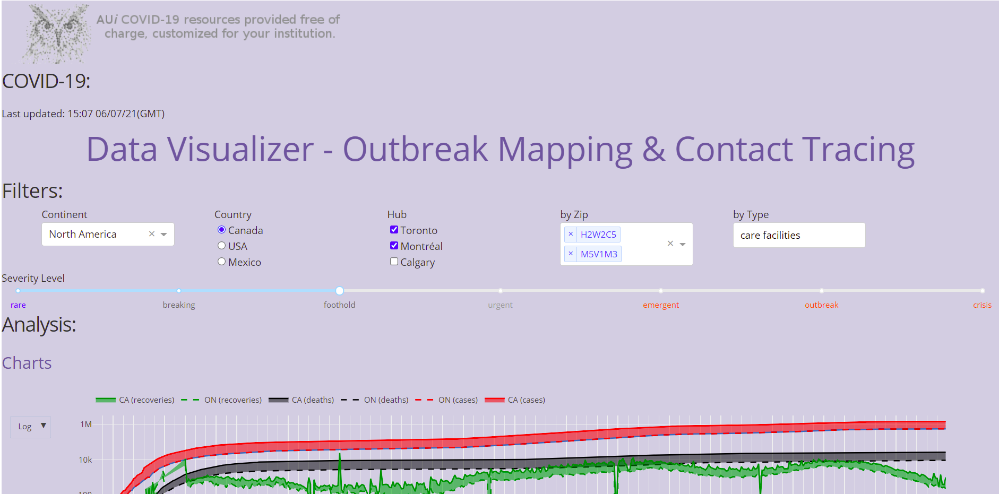 AUi COVID-19 resources provided free of
charge, customized for your institution.
COVID-19:
Last updated: 15:07 06/07/21(GMT)
Data Visualizer - Outbreak Mapping & Contact Tracing
Filters:
Continent
North America × 
Country
Canada
USA
Mexico
Hub
Toronto
Montréal
Calgary
by Zip
× H2W2C5
× M5V1M3
×
by Type
care facilities
Severity Level
rare breaking foothold urgent emergent outbreak crisis
Analysis:
Charts
CA (recoveries) ON (recoveries) CA (deaths) ON (deaths) ON (cases) CA (cases)
Log ▼
1M
10k
100